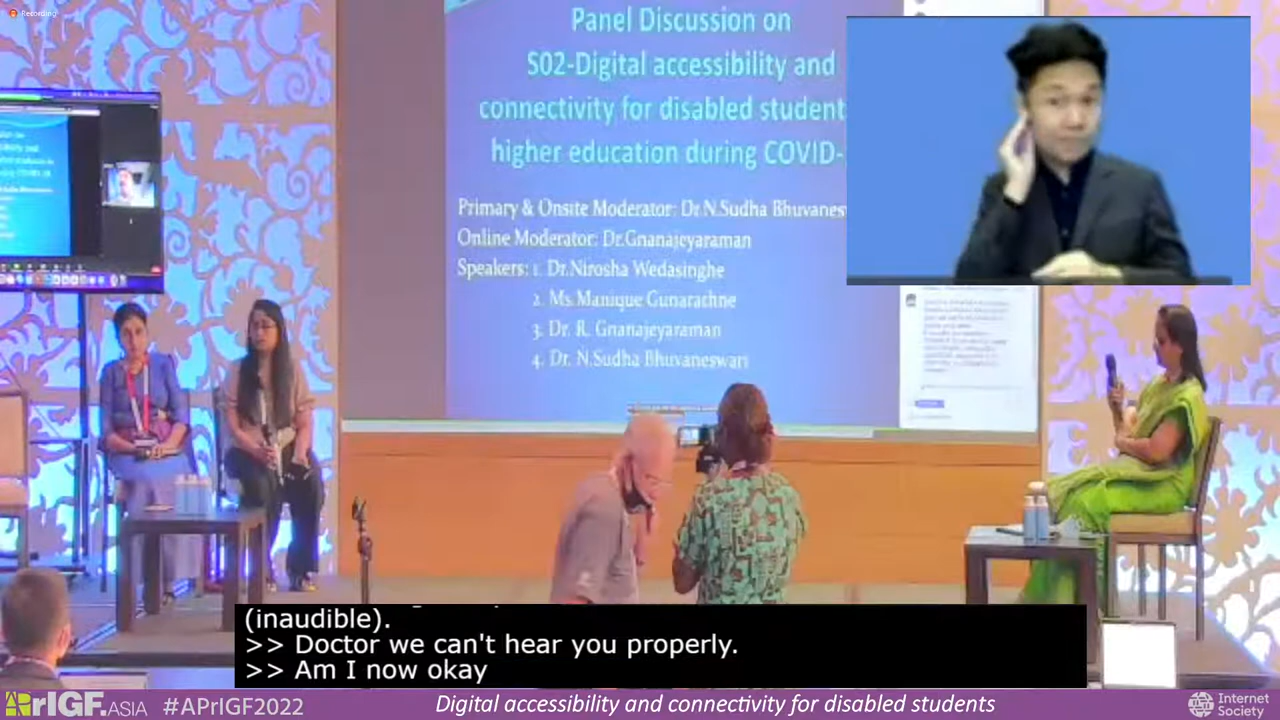 Recording
Panel Discussion on
S02-Digital accessibility and
connectivity for disabled student
higher education during COVID-
Primary & Onsite Moderator: Dr.N.Sudha Bhuvanes
Online Moderator: Dr.Gnanajeyaraman
Speakers: 1. Dr.Nirosha Wedasinghe
2. Ms.Manique Gunarathne
3. Dr. R. Gnanajeyaraman
4. Dr. N.Sudha Bhuvaneswari
(inaudible).
>> Doctor we can't hear you properly.
>> Am I now okay
APrIGF.ASIA #APrIGF2022
Digital accessibility and connectivity for disabled students
Internet
Society